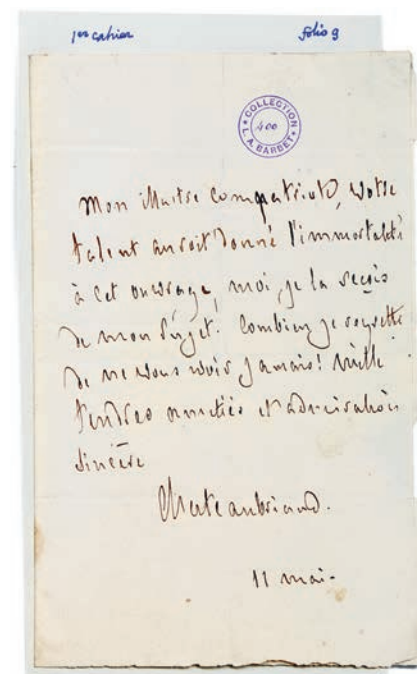 1er cahier folio 9
COLLECTION L. A. BARBET
400
Mon illustre compatriote, votre
talent auroit donné l'immortalité
à cet ouvrage, moi, je la reçois
de mon sujet. Combien je regrette
de ne vous voir jamais! mille
tendres amitiés et admiration
sincère
Chateaubriand.
11 mai-